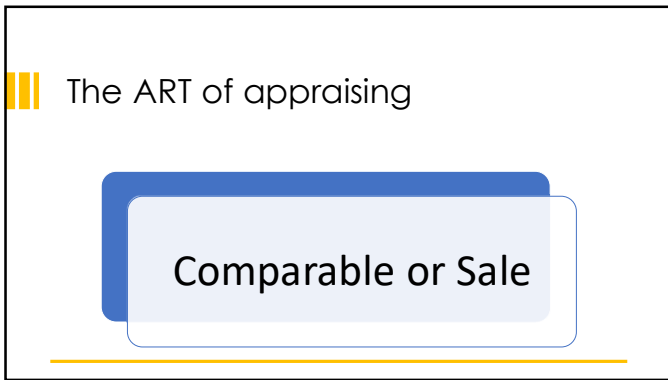 The ART of appraising
Comparable or Sale